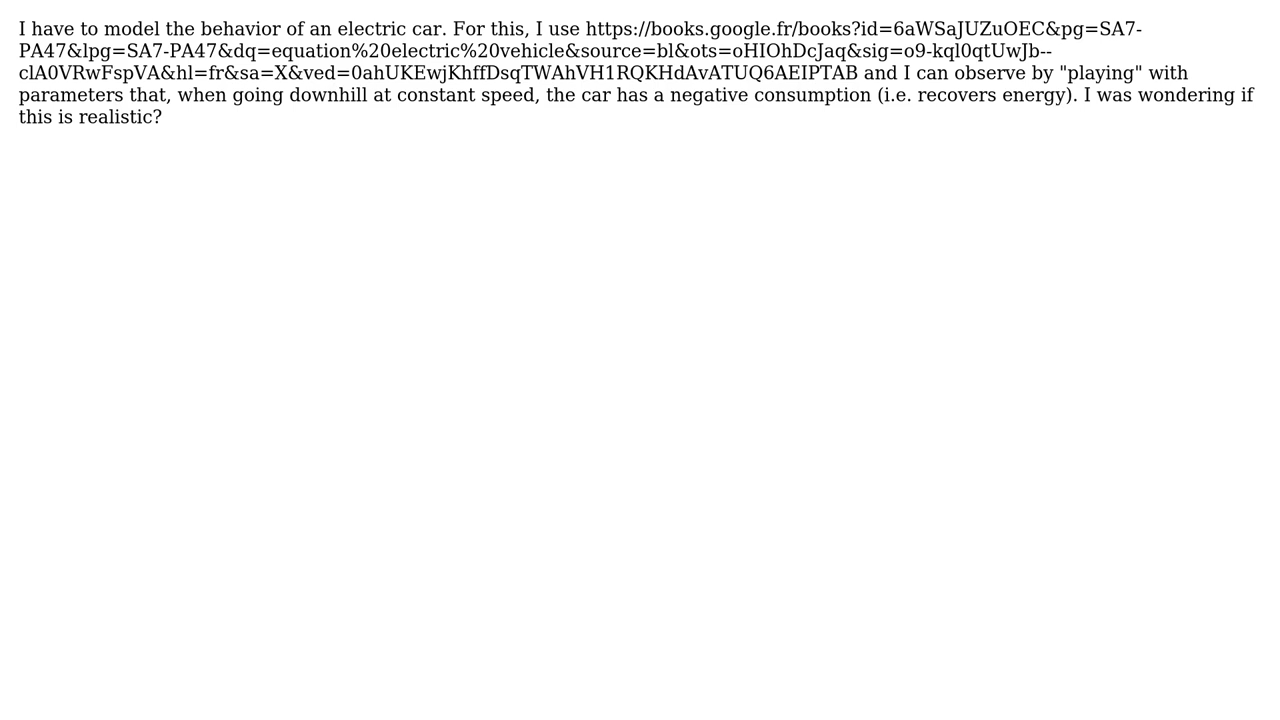 I have to model the behavior of an electric car. For this, I use https://books.google.fr/books?id=6aWSaJUZuOEC&pg=SA7-
PA47&lpg=SA7-PA47&dq=equation%20electric%20vehicle&source=bl&ots=oHIOhDcJaq&sig=o9-kql0qtUwJb--
clA0VRwFspVA&hl=fr&sa=X&ved=0ahUKEwjKhffDsqTWAhVH1RQKHdAvATUQ6AEIPTAB and I can observe by "playing" with
parameters that, when going downhill at constant speed, the car has a negative consumption (i.e. recovers energy). I was wondering if
this is realistic?